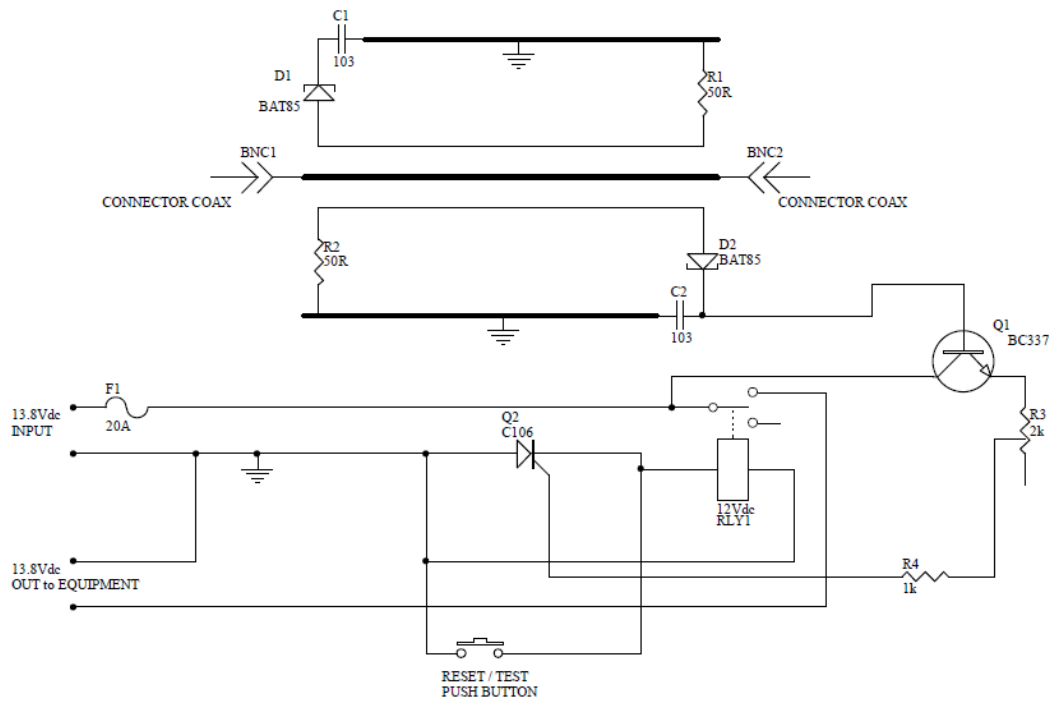 C1
103
D1
BAT85
R1
50R
BNC1
BNC2
CONNECTOR COAX
CONNECTOR COAX
R2
50R
D2
BAT85
C2
103
Q1
BC337
F1
20A
13.8Vdc
INPUT
Q2
C106
R3
2k
12Vdc
RLY1
13.8Vdc
OUT to EQUIPMENT
R4
1k
RESET / TEST
PUSH BUTTON